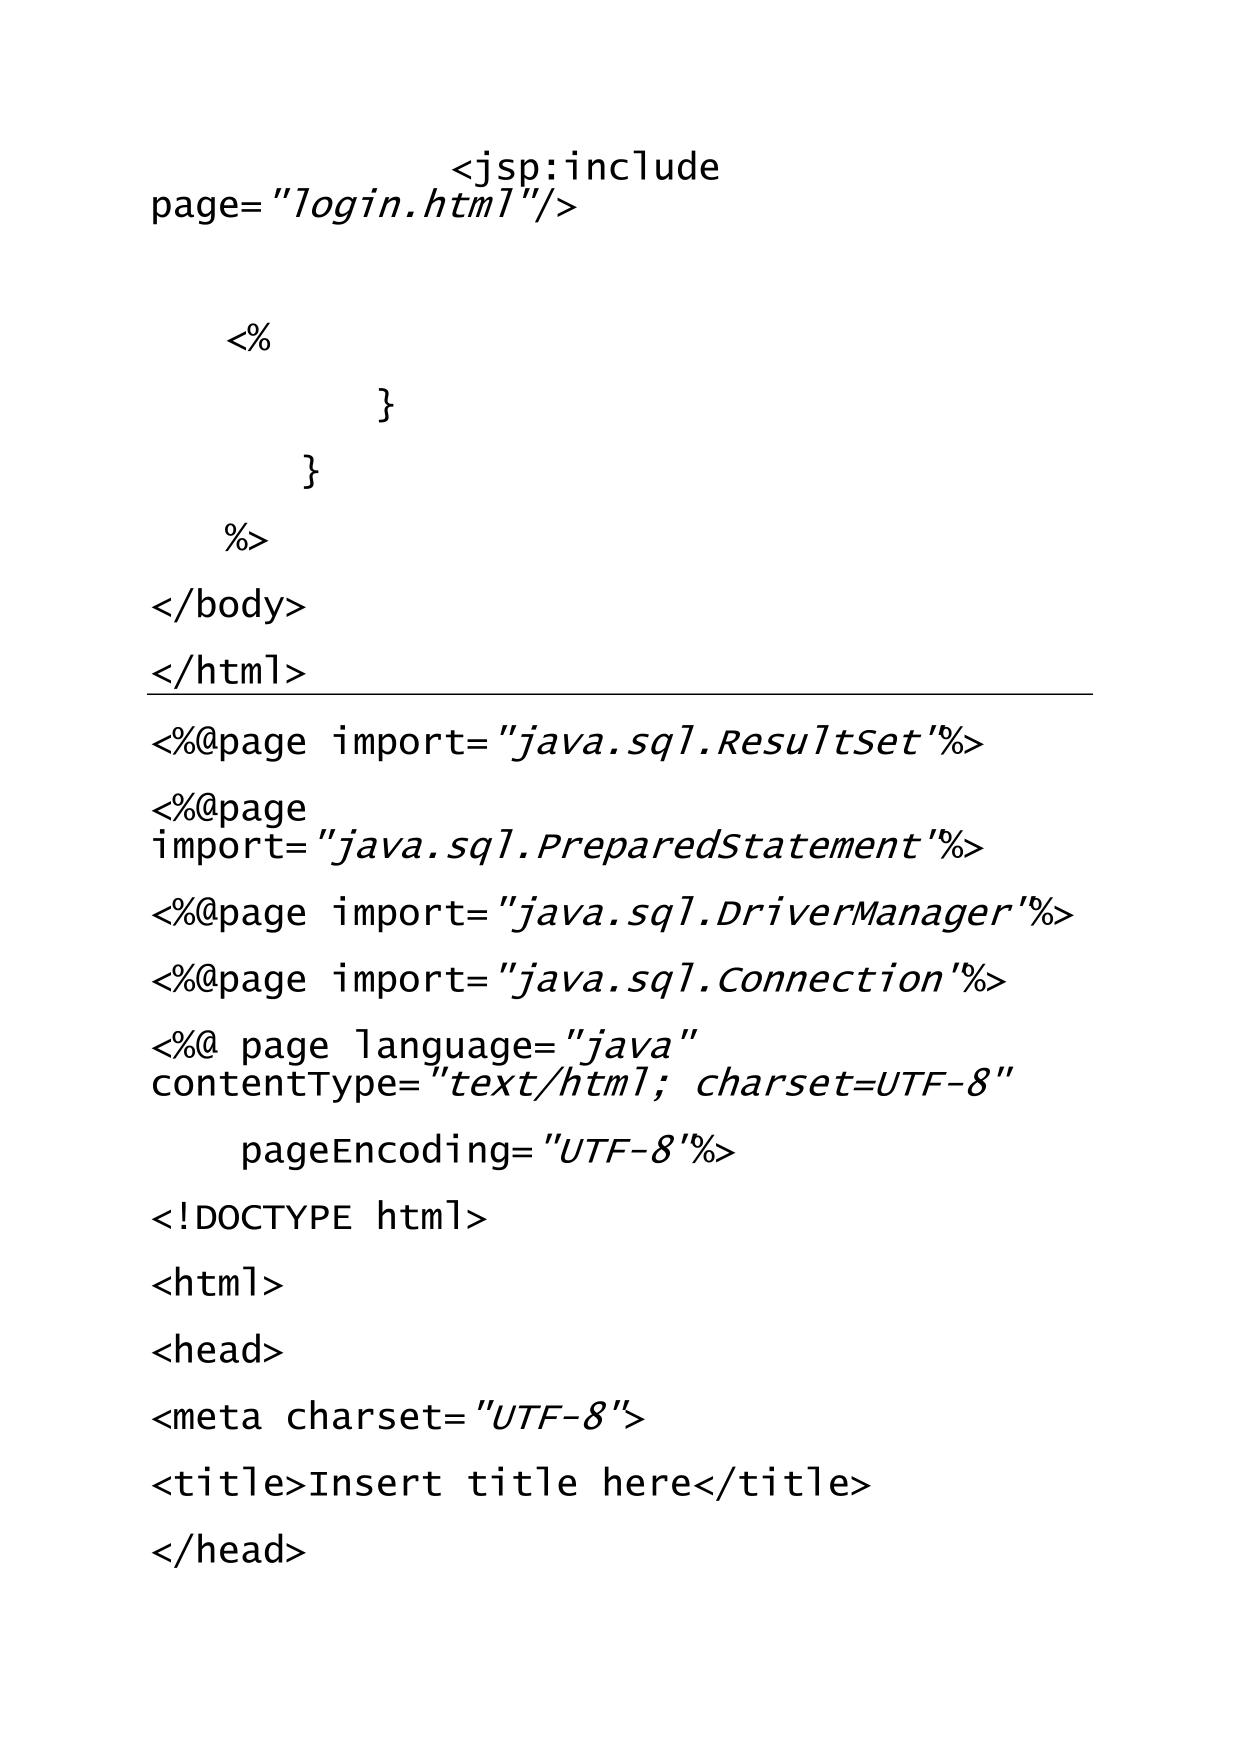 <jsp:include
page="login.html"/>
<%
}
}
%>
</body>
</html>
<%@page import="java.sql.ResultSet"%>
<%@page
import="java.sql.PreparedStatement"%>
<%@page import="java.sql.DriverManager"%>
<%@page import="java.sql.Connection"%>
<%@ page language="java"
contentType="text/html; charset=UTF-8"
pageEncoding="UTF-8"%>
<!DOCTYPE html>
<html>
<head>
<meta charset="UTF-8">
<title>Insert title here</title>
</head>